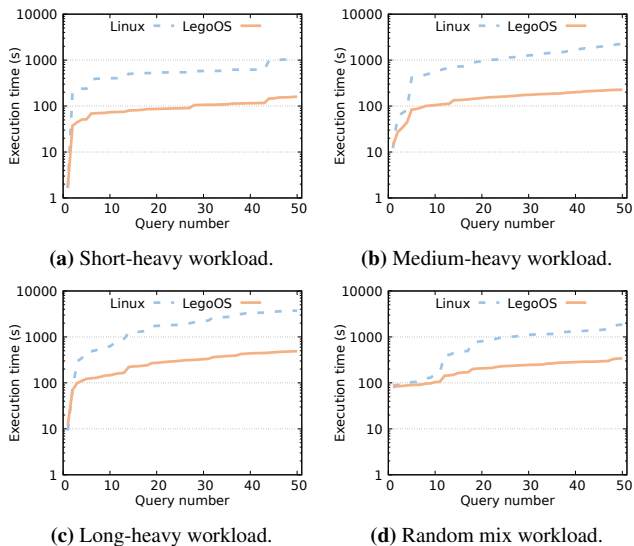 Linux LegoOS
Execution time (s)
10000
1000
100
10
1
0 10 20 30 40 50
Query number
(a) Short-heavy workload.
Linux LegoOS
Execution time (s)
10000
1000
100
10
1
0 10 20 30 40 50
Query number
(b) Medium-heavy workload.
Linux LegoOS
Execution time (s)
10000
1000
100
10
1
0 10 20 30 40 50
Query number
(c) Long-heavy workload.
Linux LegoOS
Execution time (s)
10000
1000
100
10
1
0 10 20 30 40 50
Query number
(d) Random mix workload.